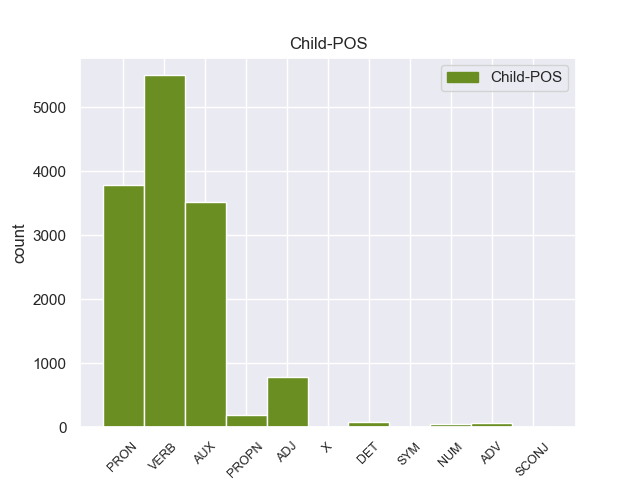 Child-POS
Child-POS
count
5000
4000
3000
2000
1000
0
PRON VERB AUX PROPN ADJ X DET SYM NUM ADV SCONJ